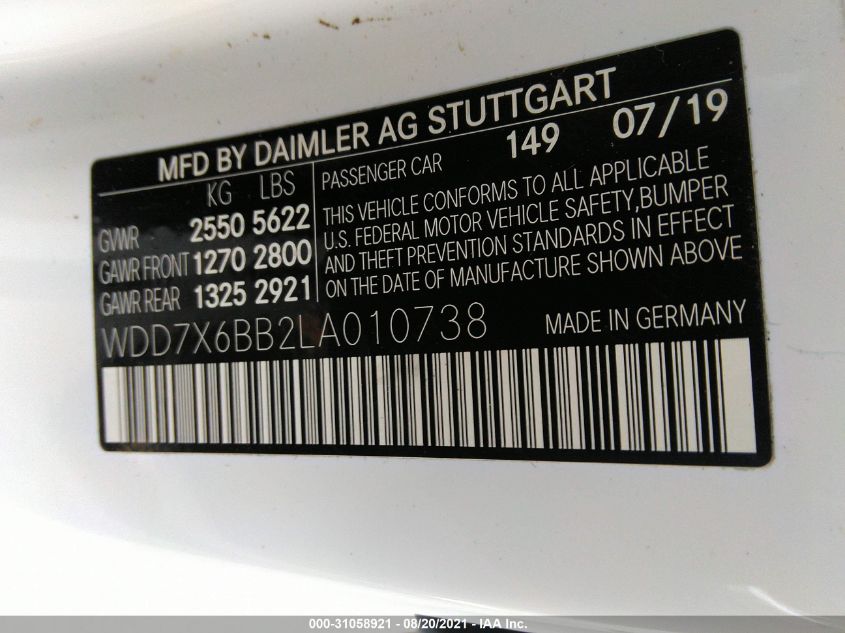 MFD BY DAIMLER AG STUTTGART
KG LBS
GVWR 2550 5622
GAWR FRONT 1270 2800
GAWR REAR 1325 2921
PASSENGER CAR 149 07/19
THIS VEHICLE CONFORMS TO ALL APPLICABLE
U.S. FEDERAL MOTOR VEHICLE SAFETY,BUMPER
AND THEFT PREVENTION STANDARDS IN EFFECT
ON THE DATE OF MANUFACTURE SHOWN ABOVE
WDD7X6BB2LA010738 MADE IN GERMANY
000-31058921 - 08/20/2021 - IAA Inc.